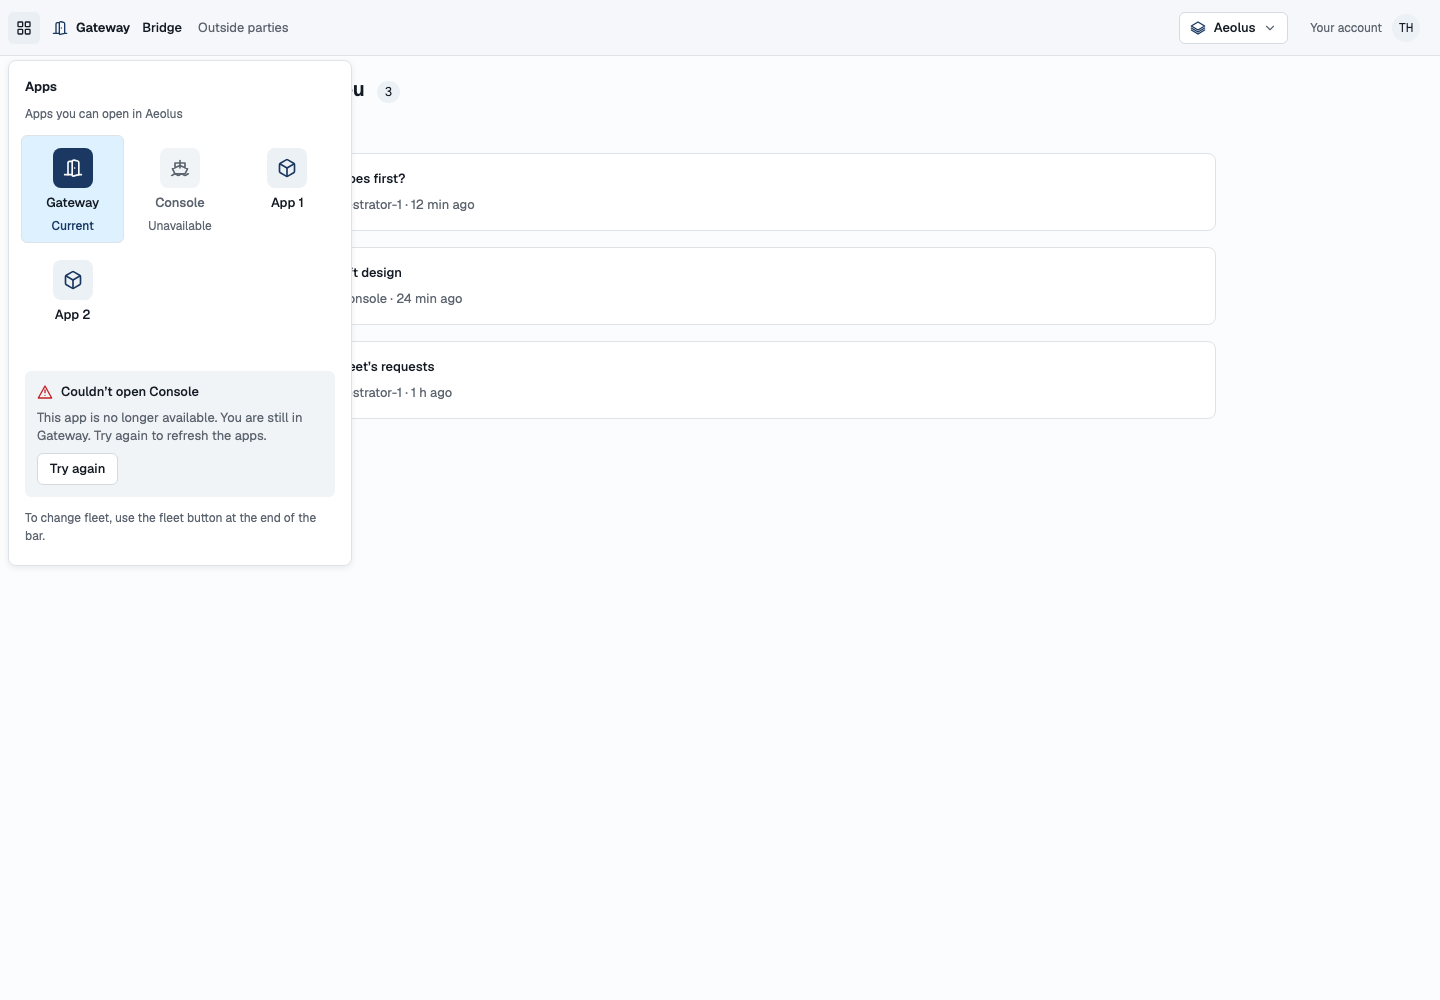 Gateway Bridge Outside parties
Aeolus
Your account TH
Apps
Apps you can open in Aeolus
Gateway
Current
Console
Unavailable
App 1
App 2
Couldn't open Console
This app is no longer available. You are still in
Gateway. Try again to refresh the apps.
Try again
To change fleet, use the fleet button at the end of the
bar.
3
first?
strator-1 · 12 min ago
design
onsole · 24 min ago
eet's requests
strator-1 · 1 h ago